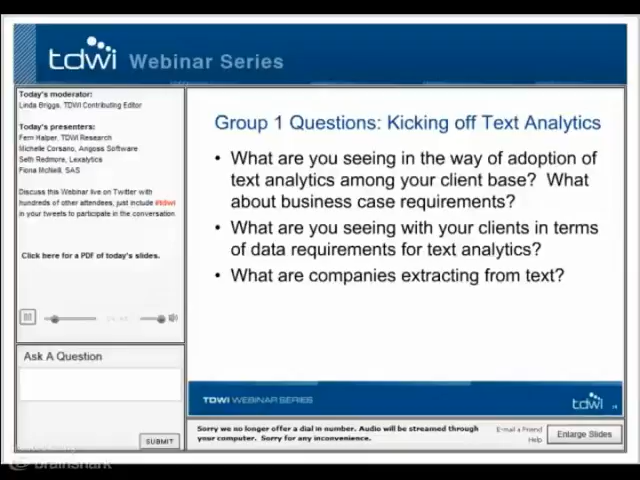 tdwi Webinar Series
Today's moderator:
Linda Briggs, TDWI Contributing Editor
Today's presenters:
Fern Halper, TDWI Research
Michelle Corsano, Angoss Software
Seth Redmore, Lexalytics
Fiona McNeill, SAS
Discuss this Webinar live on Twitter with
hundreds of other attendees, just include #tdwi
in your tweets to participate in the conversation.
Click here for a PDF of today's slides.
Ask A Question
SUBMIT
Group 1 Questions: Kicking off Text Analytics
• What are you seeing in the way of adoption of
text analytics among your client base? What
about business case requirements?
• What are you seeing with your clients in terms
of data requirements for text analytics?
• What are companies extracting from text?
TDWI WEBINAR SERIES
tdwi
Sorry we no longer offer a dial in number. Audio will be streamed through
your computer. Sorry for any inconvenience.
E-mail a Friend
Help
Enlarge Slides
brainshark